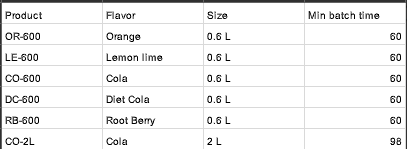 Product Flavor Size Min batch time
OR-600 Orange 0.6 L 60
LE-600 Lemon lime 0.6 L 60
CO-600 Cola 0.6 L 60
DC-600 Diet Cola 0.6 L 60
RB-600 Root Berry 0.6 L 60
CO-2L Cola 2 L 98